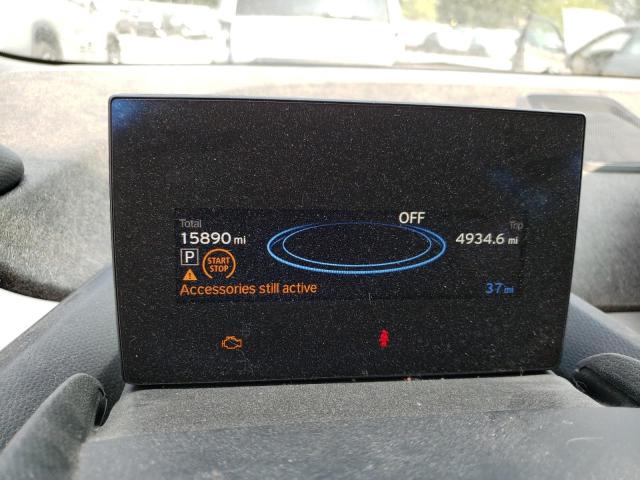 OFF
Total
Trip
15890 mi
4934.6 mi
P
START
STOP
Accessories still active
37 mi